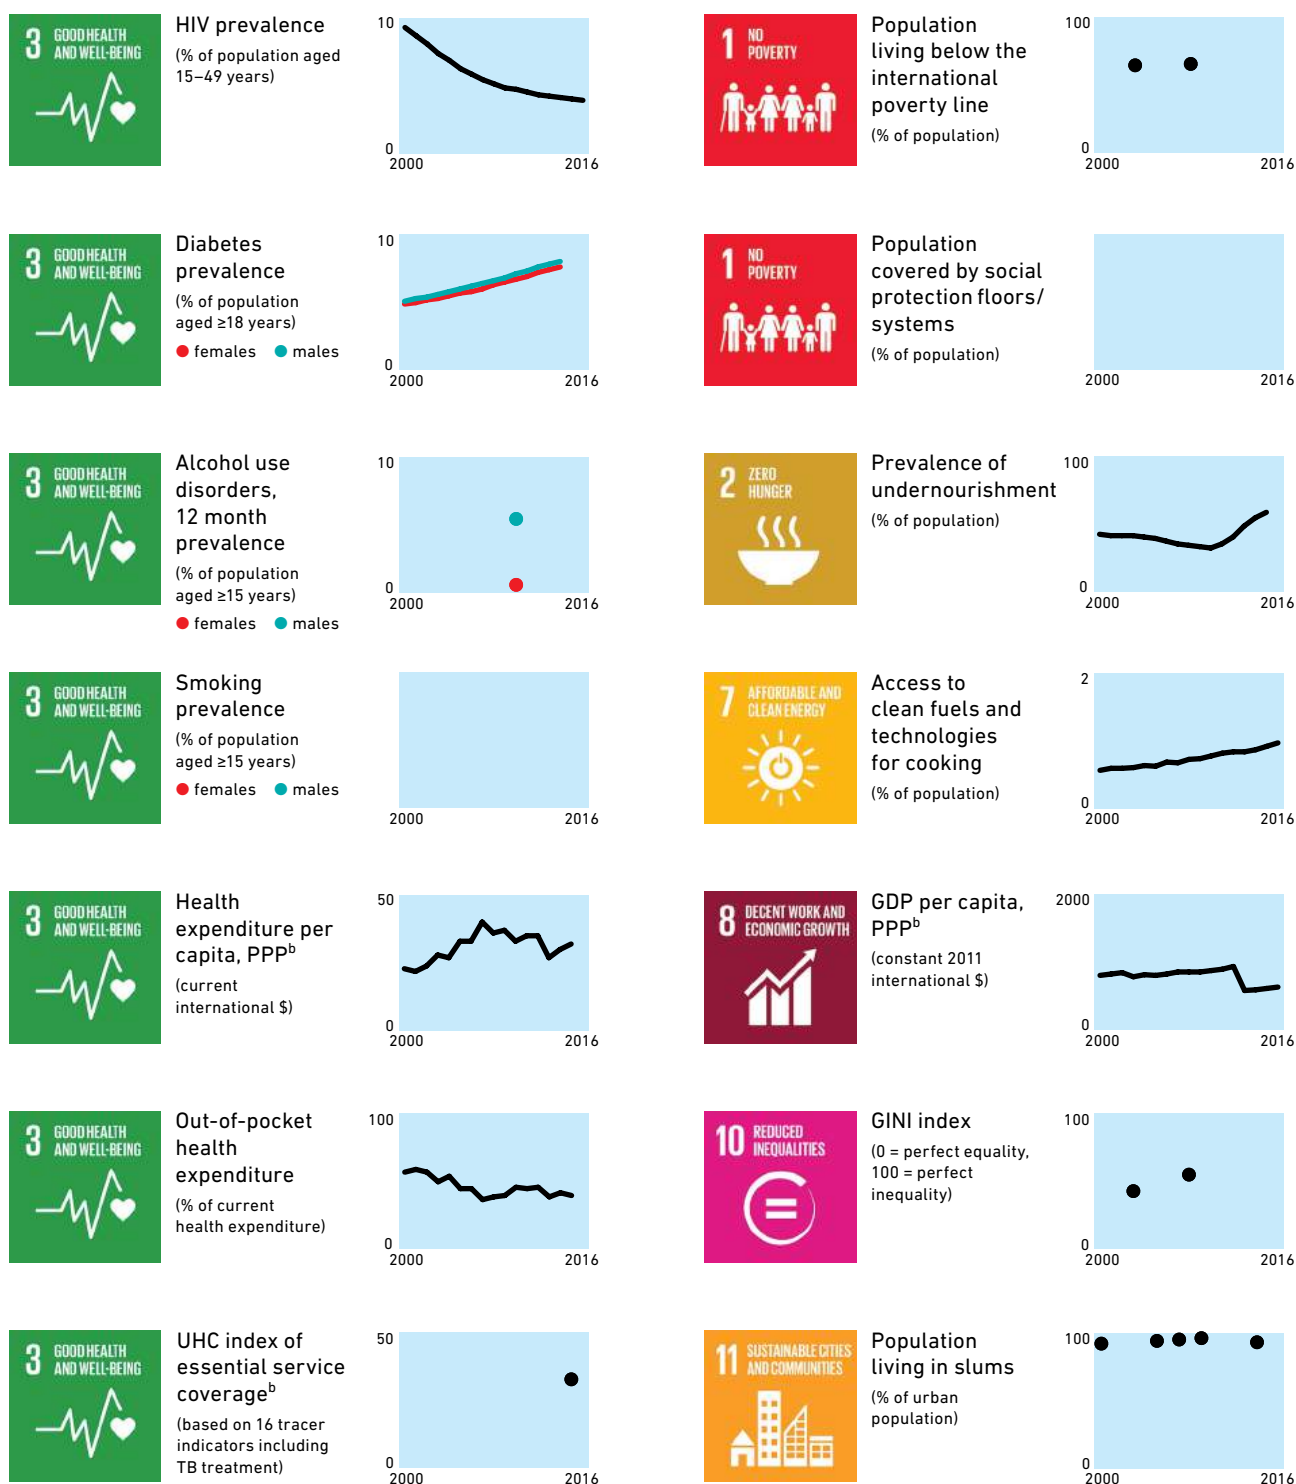 3 GOOD HEALTH
AND WELL-BEING
HIV prevalence
(% of population aged
15–49 years)
10
0
2000 2016
3 GOOD HEALTH
AND WELL-BEING
Diabetes
prevalence
(% of population
aged ≥18 years)
females males
10
0
2000 2016
3 GOOD HEALTH
AND WELL-BEING
Alcohol use
disorders,
12 month
prevalence
(% of population
aged ≥15 years)
females males
10
0
2000 2016
3 GOOD HEALTH
AND WELL-BEING
Smoking
prevalence
(% of population
aged ≥15 years)
females males
2000 2016
3 GOOD HEALTH
AND WELL-BEING
Health
expenditure per
capita, PPPb
(current
international $)
50
0
2000 2016
3 GOOD HEALTH
AND WELL-BEING
Out-of-pocket
health
expenditure
(% of current
health expenditure)
100
0
2000 2016
3 GOOD HEALTH
AND WELL-BEING
UHC index of
essential service
coverageb
(based on 16 tracer
indicators including
TB treatment)
50
0
2000 2016
1 NO
POVERTY
Population
living below the
international
poverty line
(% of population)
100
0
2000 2016
1 NO
POVERTY
Population
covered by social
protection floors/
systems
(% of population)
2000 2016
2 ZERO
HUNGER
Prevalence of
undernourishment
(% of population)
100
0
2000 2016
7 AFFORDABLE AND
CLEAN ENERGY
Access to
clean fuels and
technologies
for cooking
(% of population)
2
0
2000 2016
8 DECENT WORK AND
ECONOMIC GROWTH
GDP per capita,
PPPb
(constant 2011
international $)
2000
0
2000 2016
10 REDUCED
INEQUALITIES
GINI index
(0 = perfect equality,
100 = perfect
inequality)
100
0
2000 2016
11 SUSTAINABLE CITIES
AND COMMUNITIES
Population
living in slums
(% of urban
population)
100
0
2000 2016